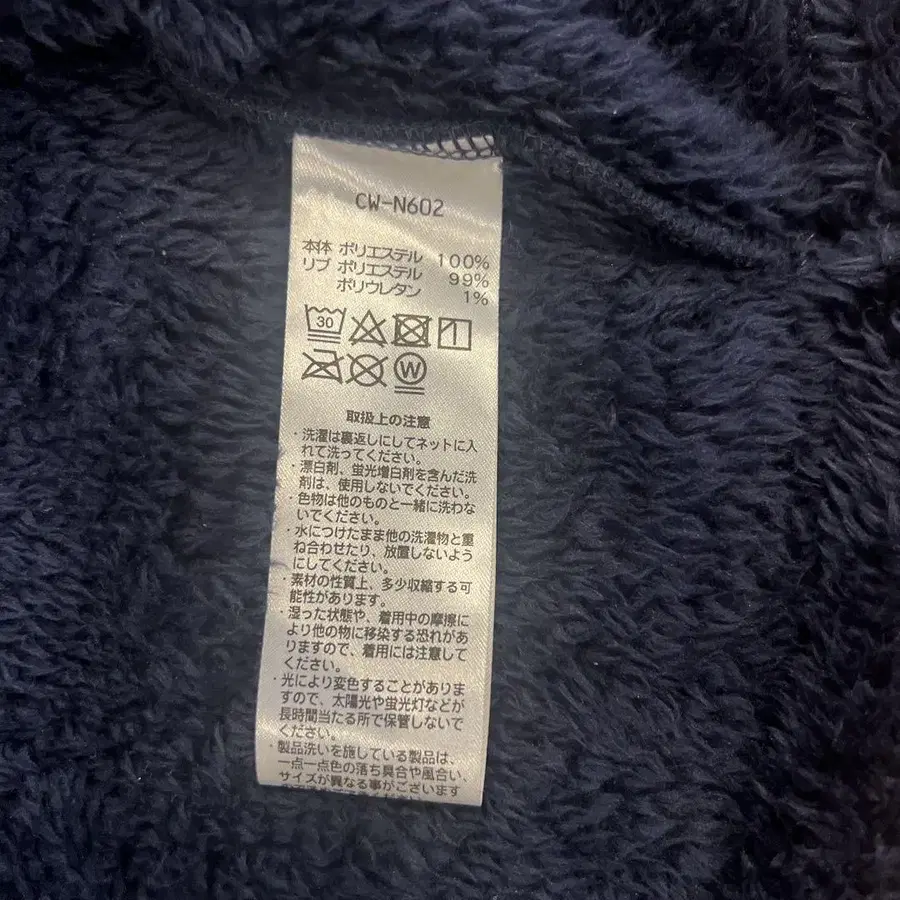 CW-N602
本体 ポリエステル 100%
リブ ポリエステル 99%
ポリウレタン 1%
30
W
取扱上の注意
・洗濯は裏返しにしてネットに入
れて洗ってください。
・漂白剤、蛍光増白剤を含んだ洗
剤は、使用しないでください。
・色物は他のものと一緒に洗わな
いでください。
・水につけたまま他の洗濯物と重
ね合わせたり、放置しないよう
にしてください。
・素材の性質上、多少収縮する可
能性があります。
・湿った状態や、着用中の摩擦に
より他の物に移染する恐れがあ
りますので、着用には注意して
ください。
・光により変色することがありま
すので、太陽光や蛍光灯などが
長時間当たる所で保管しないで
ください。
・製品洗いを施している製品は、
一点一点色の落ち具合や風合い、
サイズが異なる事がございます